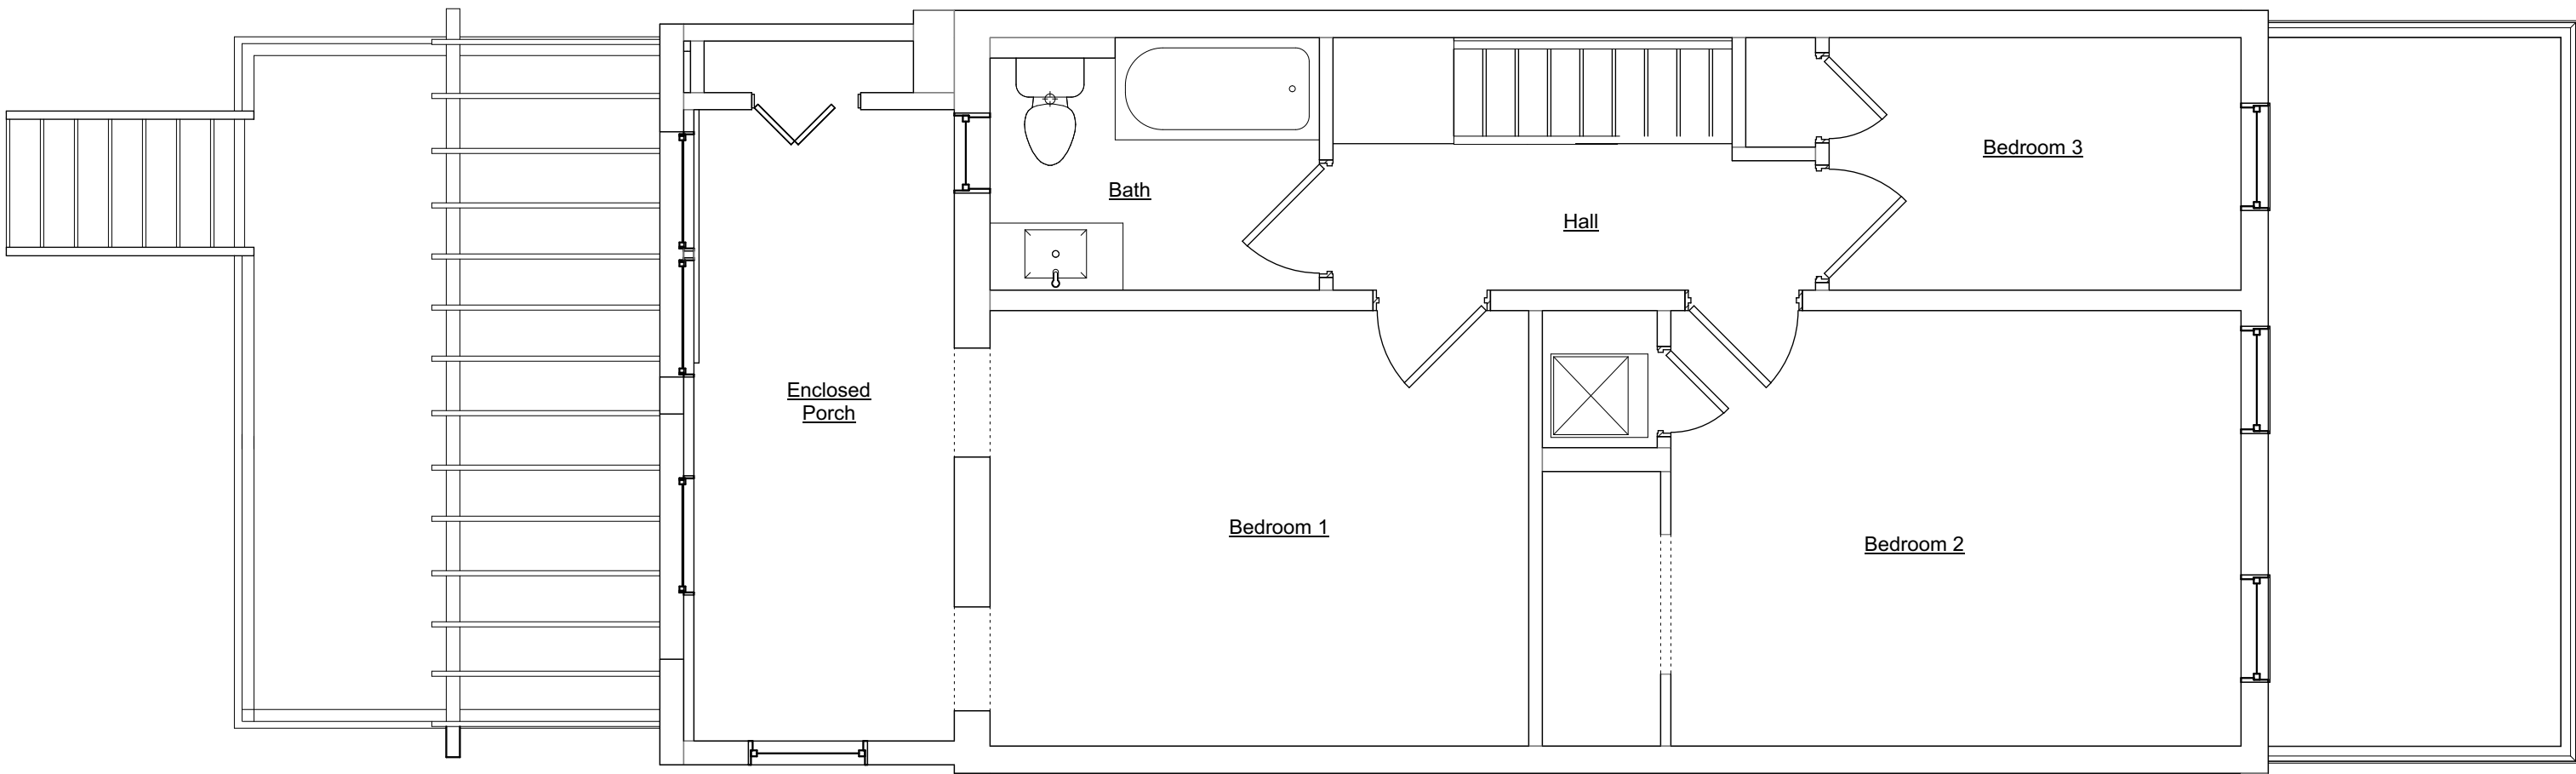 Bedroom 3
Bath
Hall
Enclosed
Porch
Bedroom 1
Bedroom 2